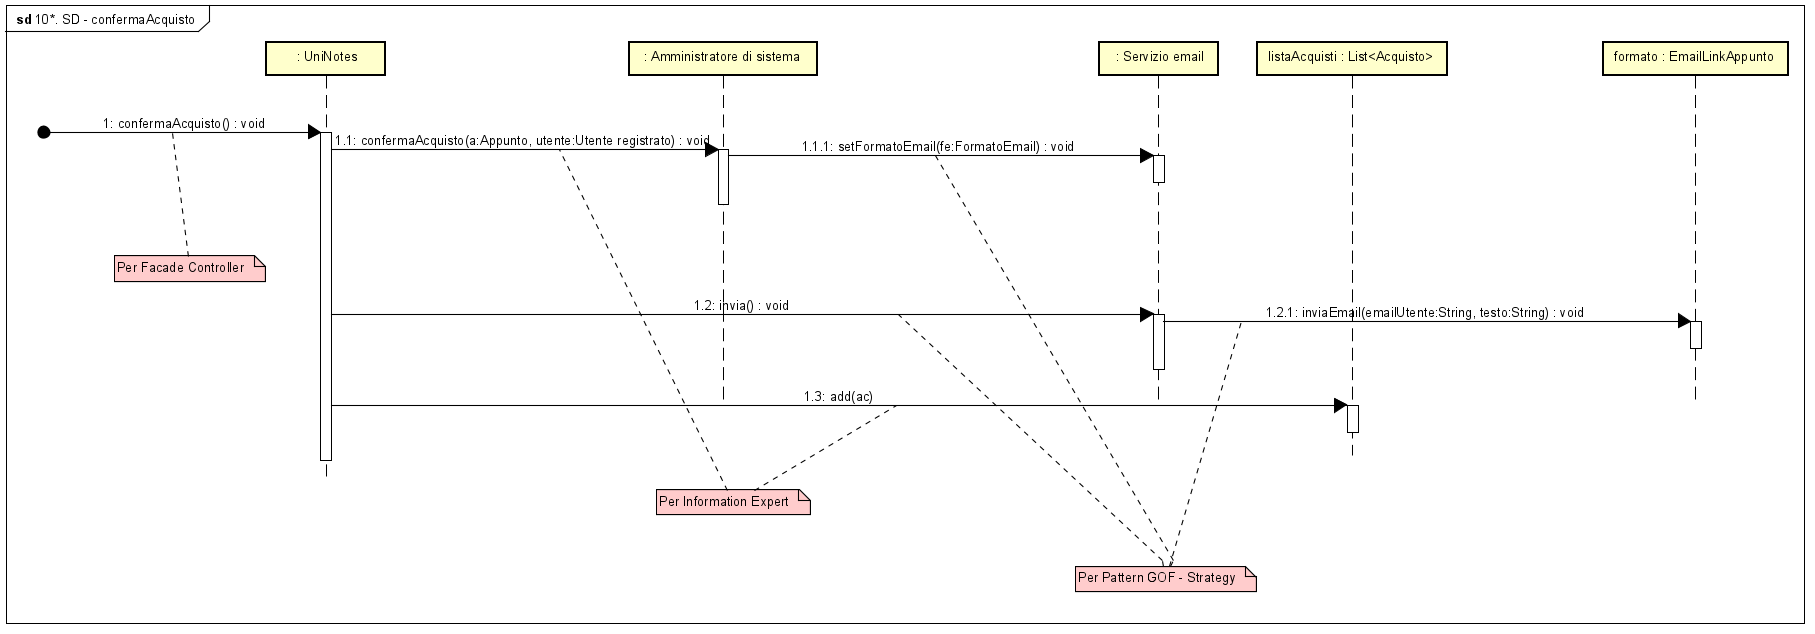 sd 10*. SD - confermaAcquisto
: UniNotes
: Amministratore di sistema
: Servizio email
listaAcquisti : List<Acquisto>
formato : EmailLinkAppunto
1: confermaAcquisto() : void
1.1: confermaAcquisto(a:Appunto, utente:Utente registrato) : void
1.1.1: setFormatoEmail(fe:FormatoEmail) : void
Per Facade Controller
1.2: invia() : void
1.2.1: inviaEmail(emailUtente:String, testo:String) : void
1.3: add(ac)
Per Information Expert
Per Pattern GOF - Strategy